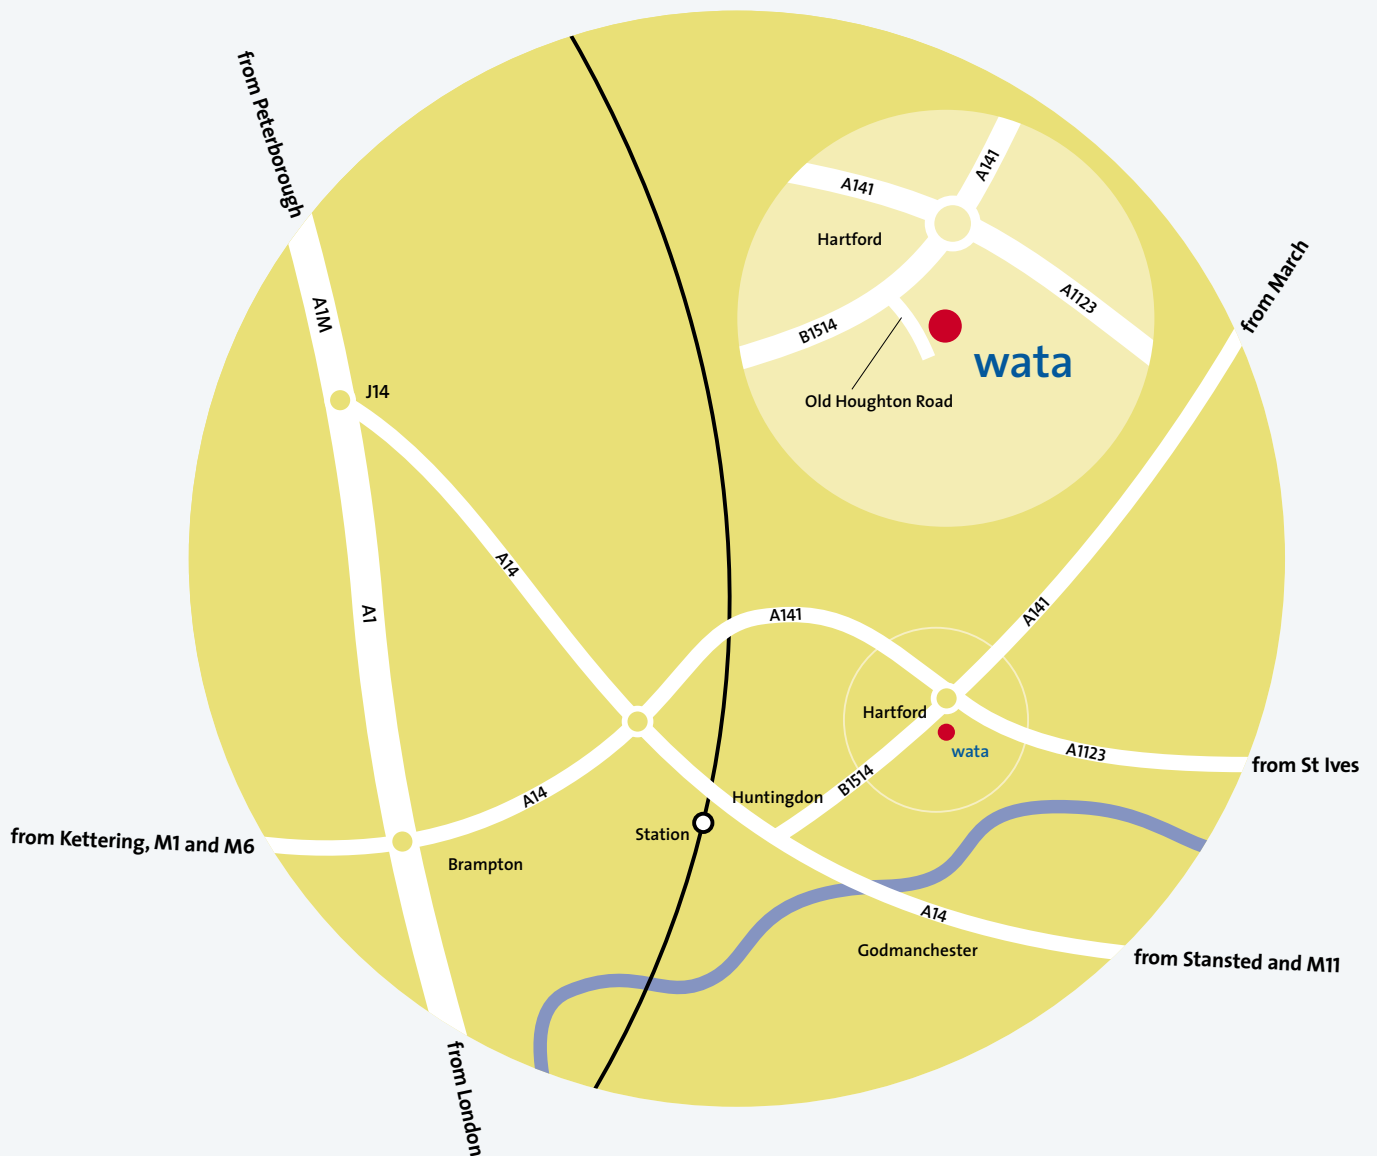 from Peterborough
A141
A141
Hartford
from March
A1123
A1M
B1514
wata
J14
Old Houghton Road
A14
A1
A141
A141
Hartford
wata
A1123
from St Ives
B1514
Huntingdon
A14
Station
from Kettering, M1 and M6
Brampton
A14
Godmanchester
from Stansted and M11
from London